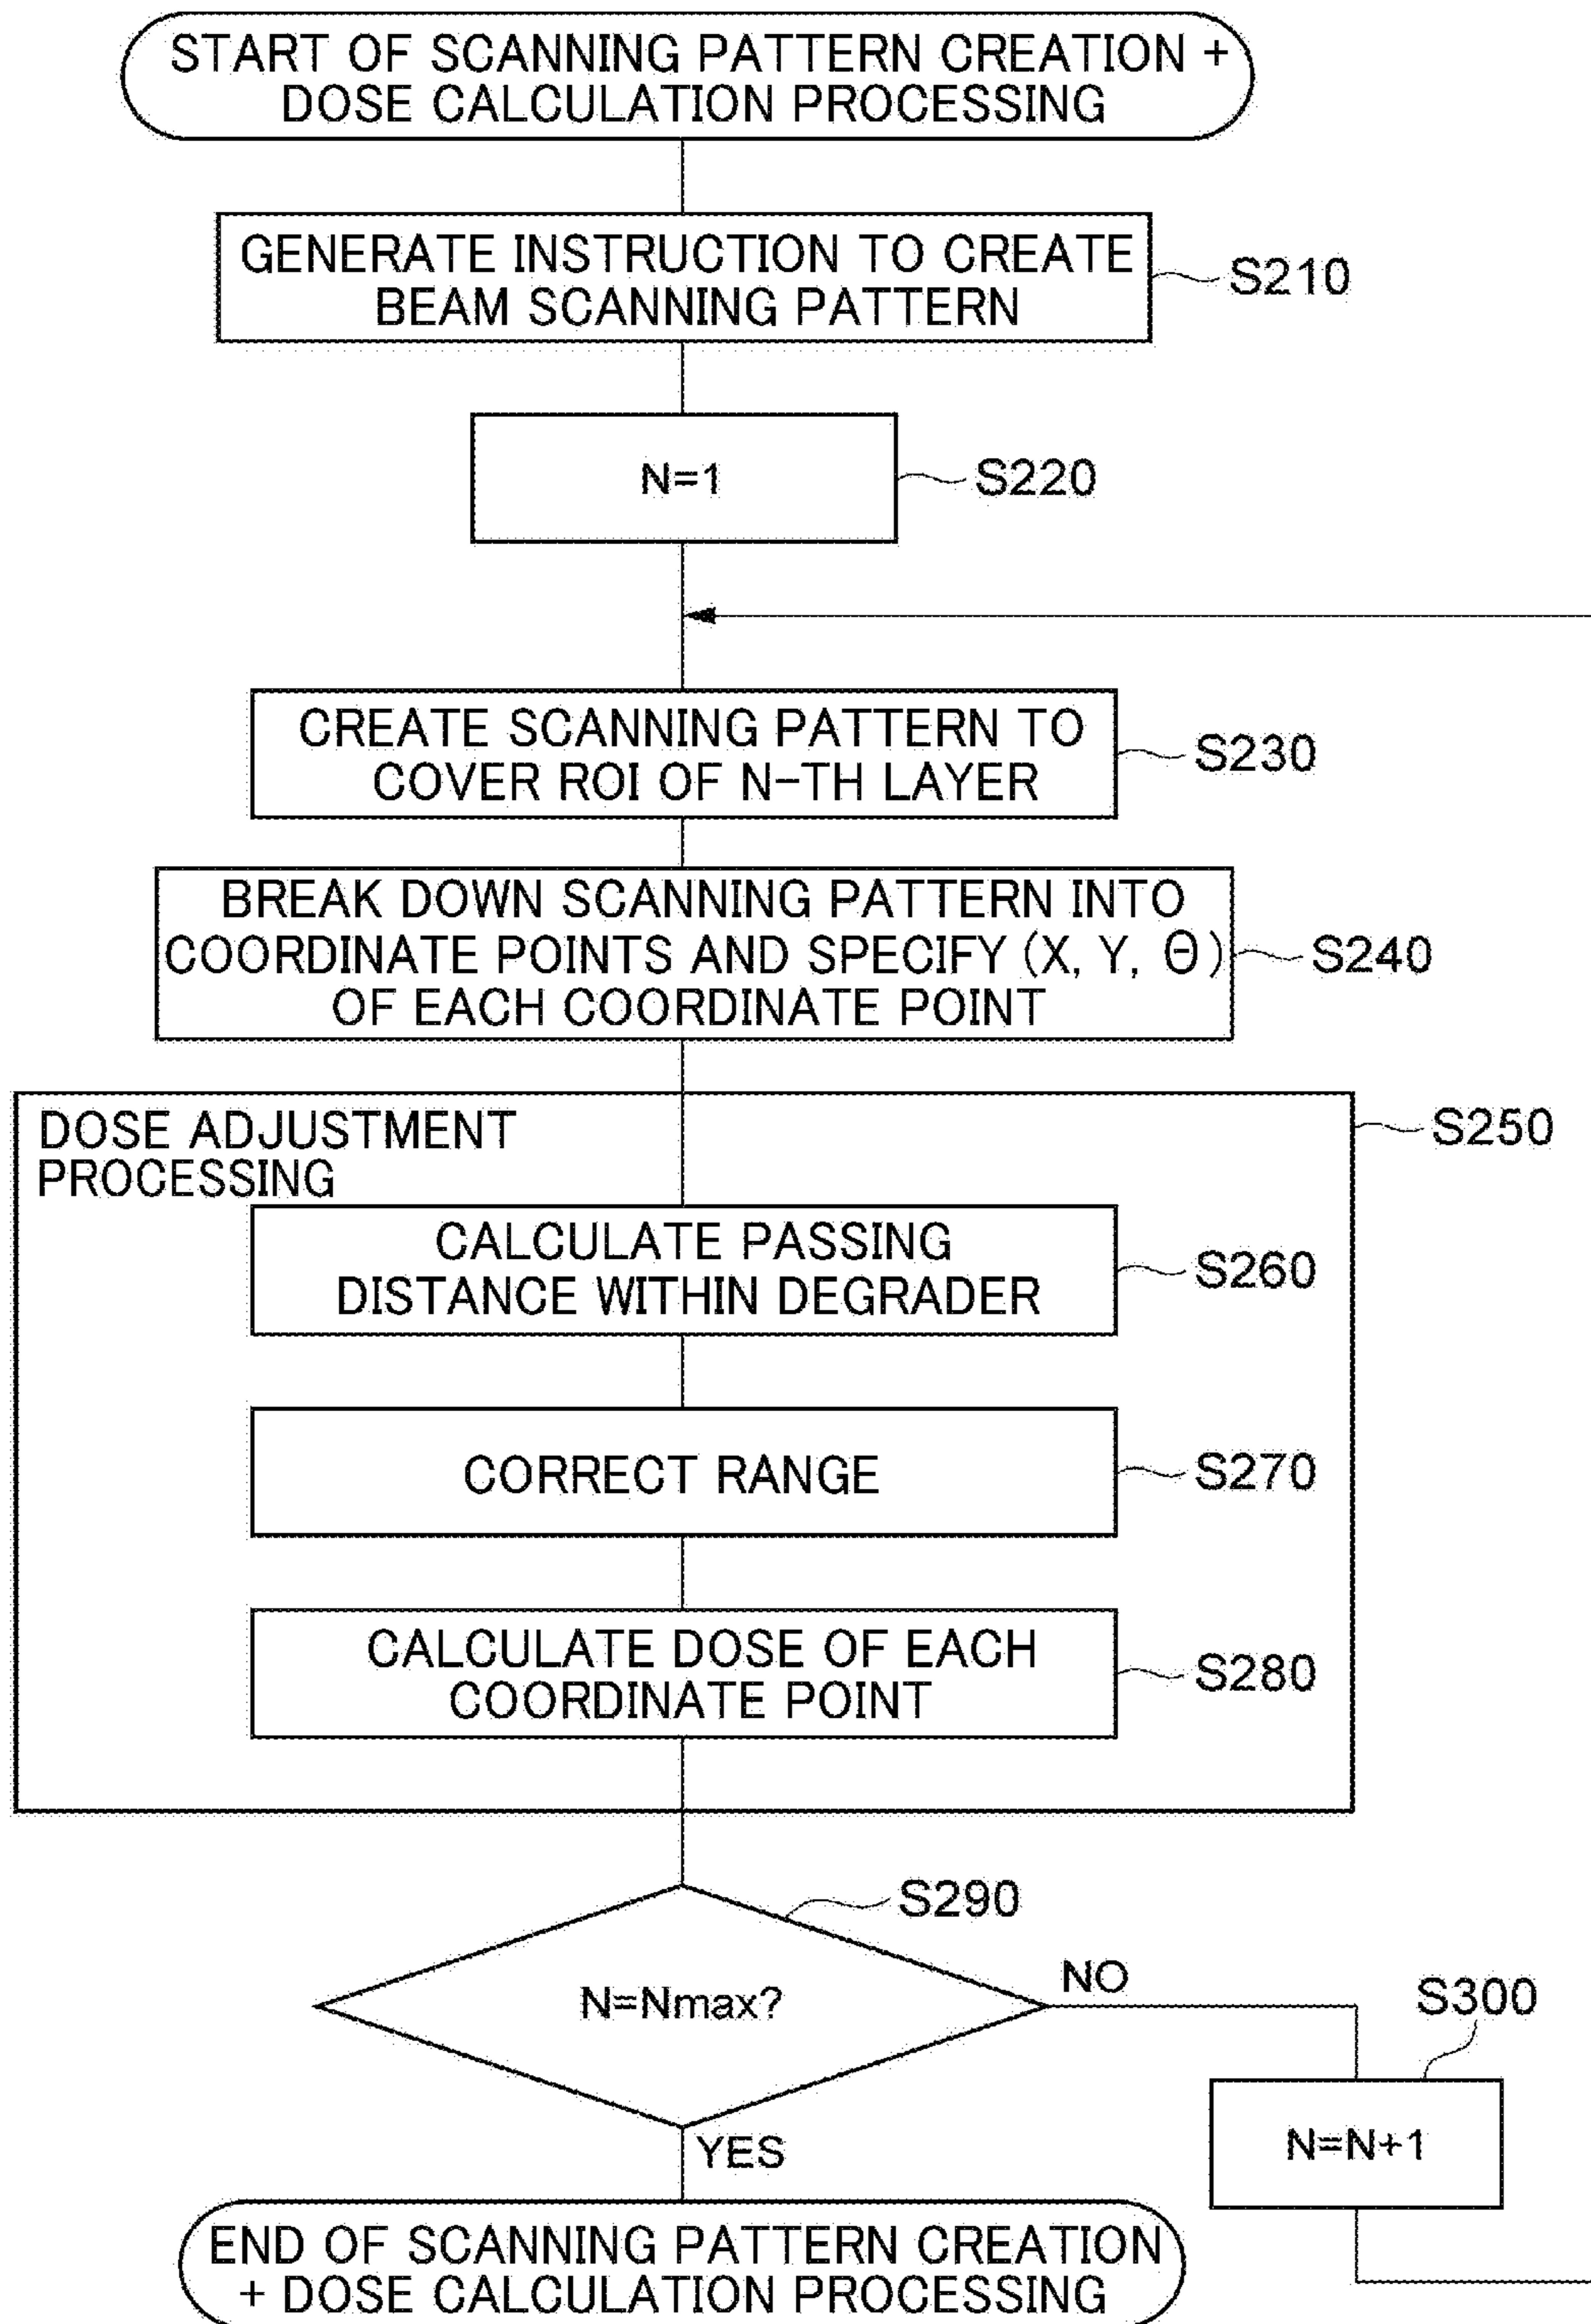 START OF SCANNING PATTERN CREATION +
DOSE CALCULATION PROCESSING
GENERATE INSTRUCTION TO CREATE
BEAM SCANNING PATTERN
S210
N=1
S220
CREATE SCANNING PATTERN TO
COVER ROI OF N-TH LAYER
S230
BREAK DOWN SCANNING PATTERN INTO
COORDINATE POINTS AND SPECIFY (X, Y, Θ)
OF EACH COORDINATE POINT
S240
DOSE ADJUSTMENT
PROCESSING
S250
CALCULATE PASSING
DISTANCE WITHIN DEGRADER
S260
CORRECT RANGE
S270
CALCULATE DOSE OF EACH
COORDINATE POINT
S280
S290
N=Nmax?
NO
S300
N=N+1
YES
END OF SCANNING PATTERN CREATION
+ DOSE CALCULATION PROCESSING